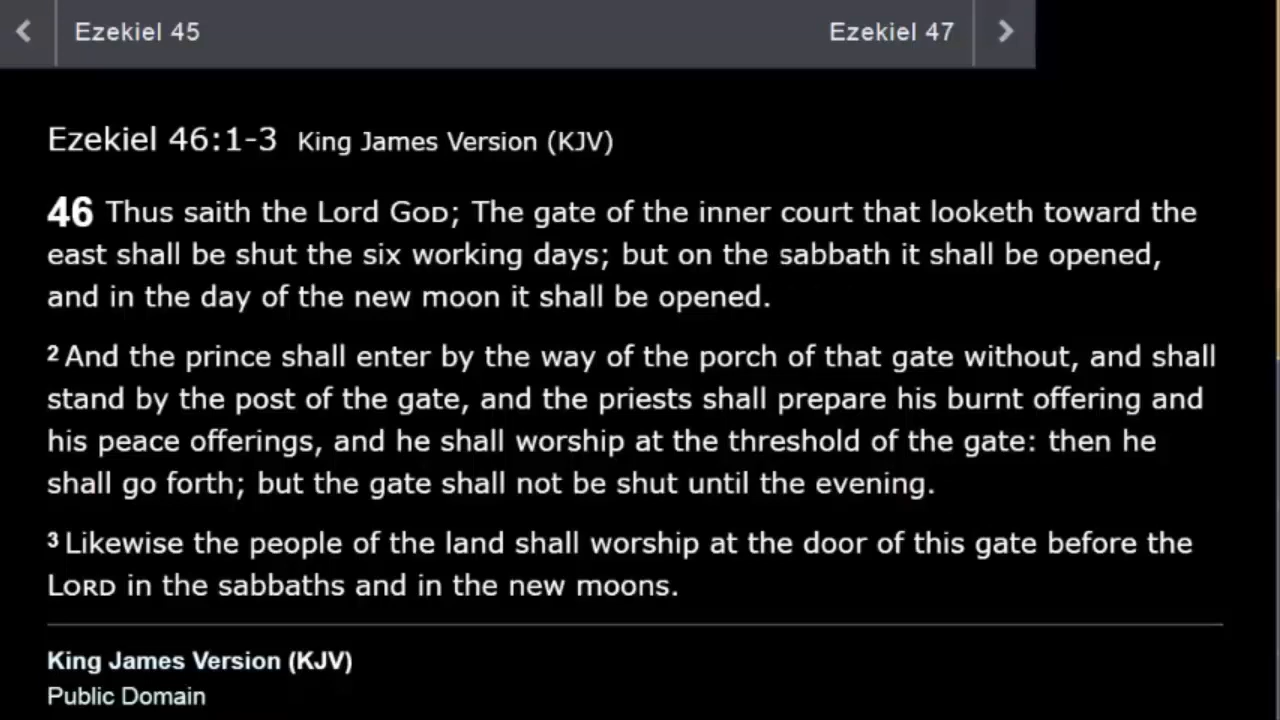 Ezekiel 45
Ezekiel 47
Ezekiel 46:1-3 King James Version (KJV)
46 Thus saith the Lord GOD; The gate of the inner court that looketh toward the
east shall be shut the six working days; but on the sabbath it shall be opened,
and in the day of the new moon it shall be opened.
2 And the prince shall enter by the way of the porch of that gate without, and shall
stand by the post of the gate, and the priests shall prepare his burnt offering and
his peace offerings, and he shall worship at the threshold of the gate: then he
shall go forth; but the gate shall not be shut until the evening.
3 Likewise the people of the land shall worship at the door of this gate before the
LORD in the sabbaths and in the new moons.
King James Version (KJV)
Public Domain